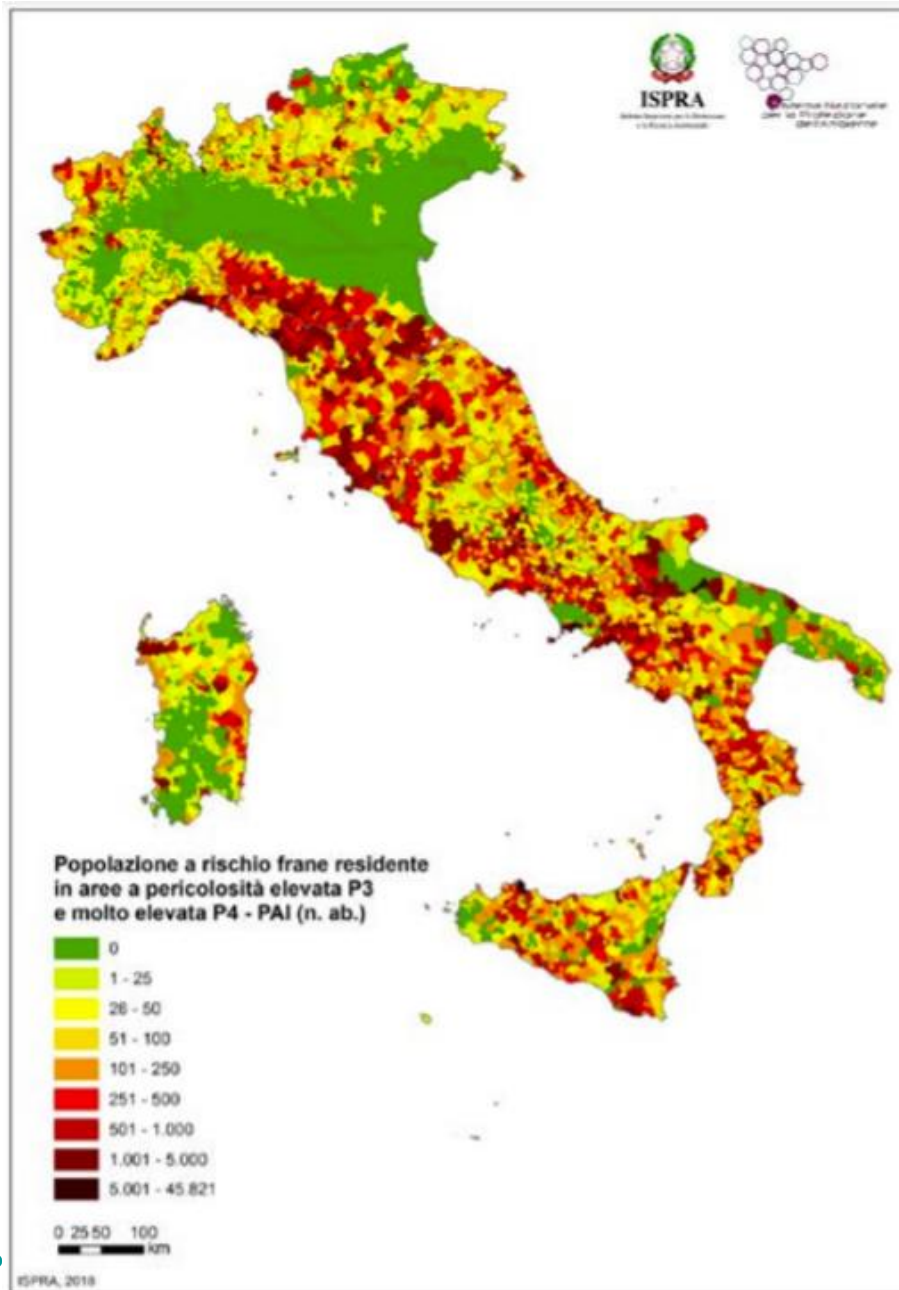 ISPRA
Popolazione a rischio frane residente
in aree a pericolosità elevata P3
e molto elevata P4 - PAI (n. ab.)
0
1 - 25
26 - 50
51 - 100
101 - 250
251 - 500
501 - 1.000
1.001 - 5.000
5.001 - 45.821
0 25 50 100
km
ISPRA, 2018